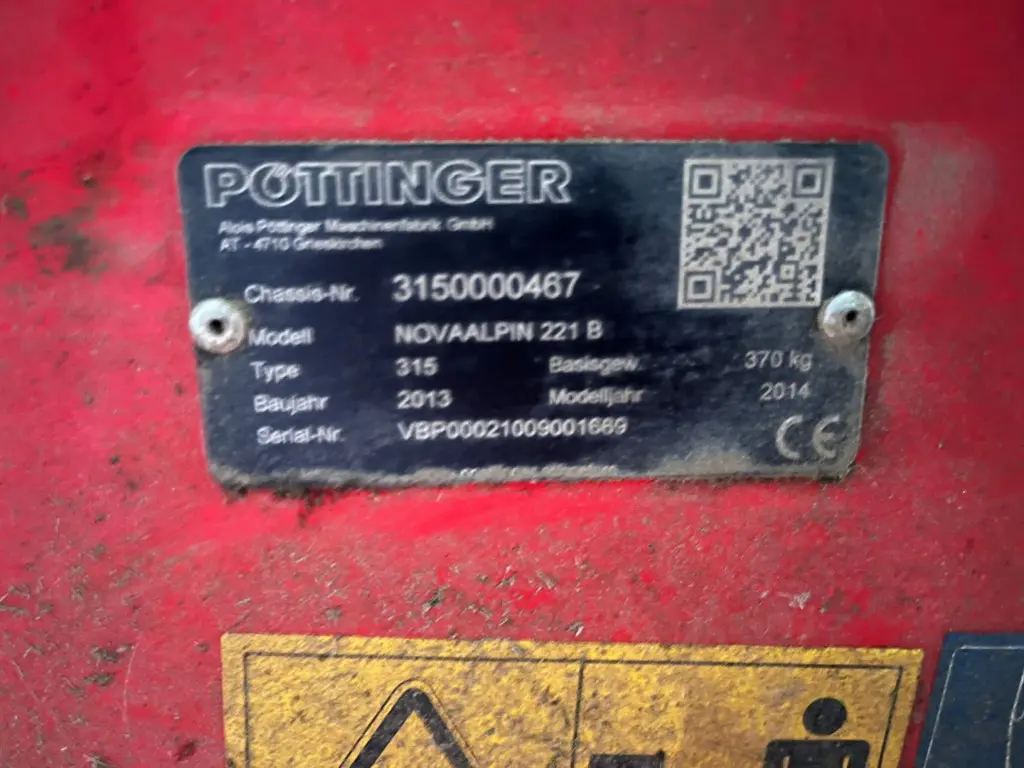 PÖTTINGER
Alois Pöttinger Maschinenfabrik GmbH
AT - 4710 Grieskirchen
Chassis-Nr. 3150000467
Modell NOVAALPIN 221 B
Type 315 Basisgew. 370 kg
Baujahr 2013 Modelljahr 2014
Serial-Nr. VBP00021009001669
CE